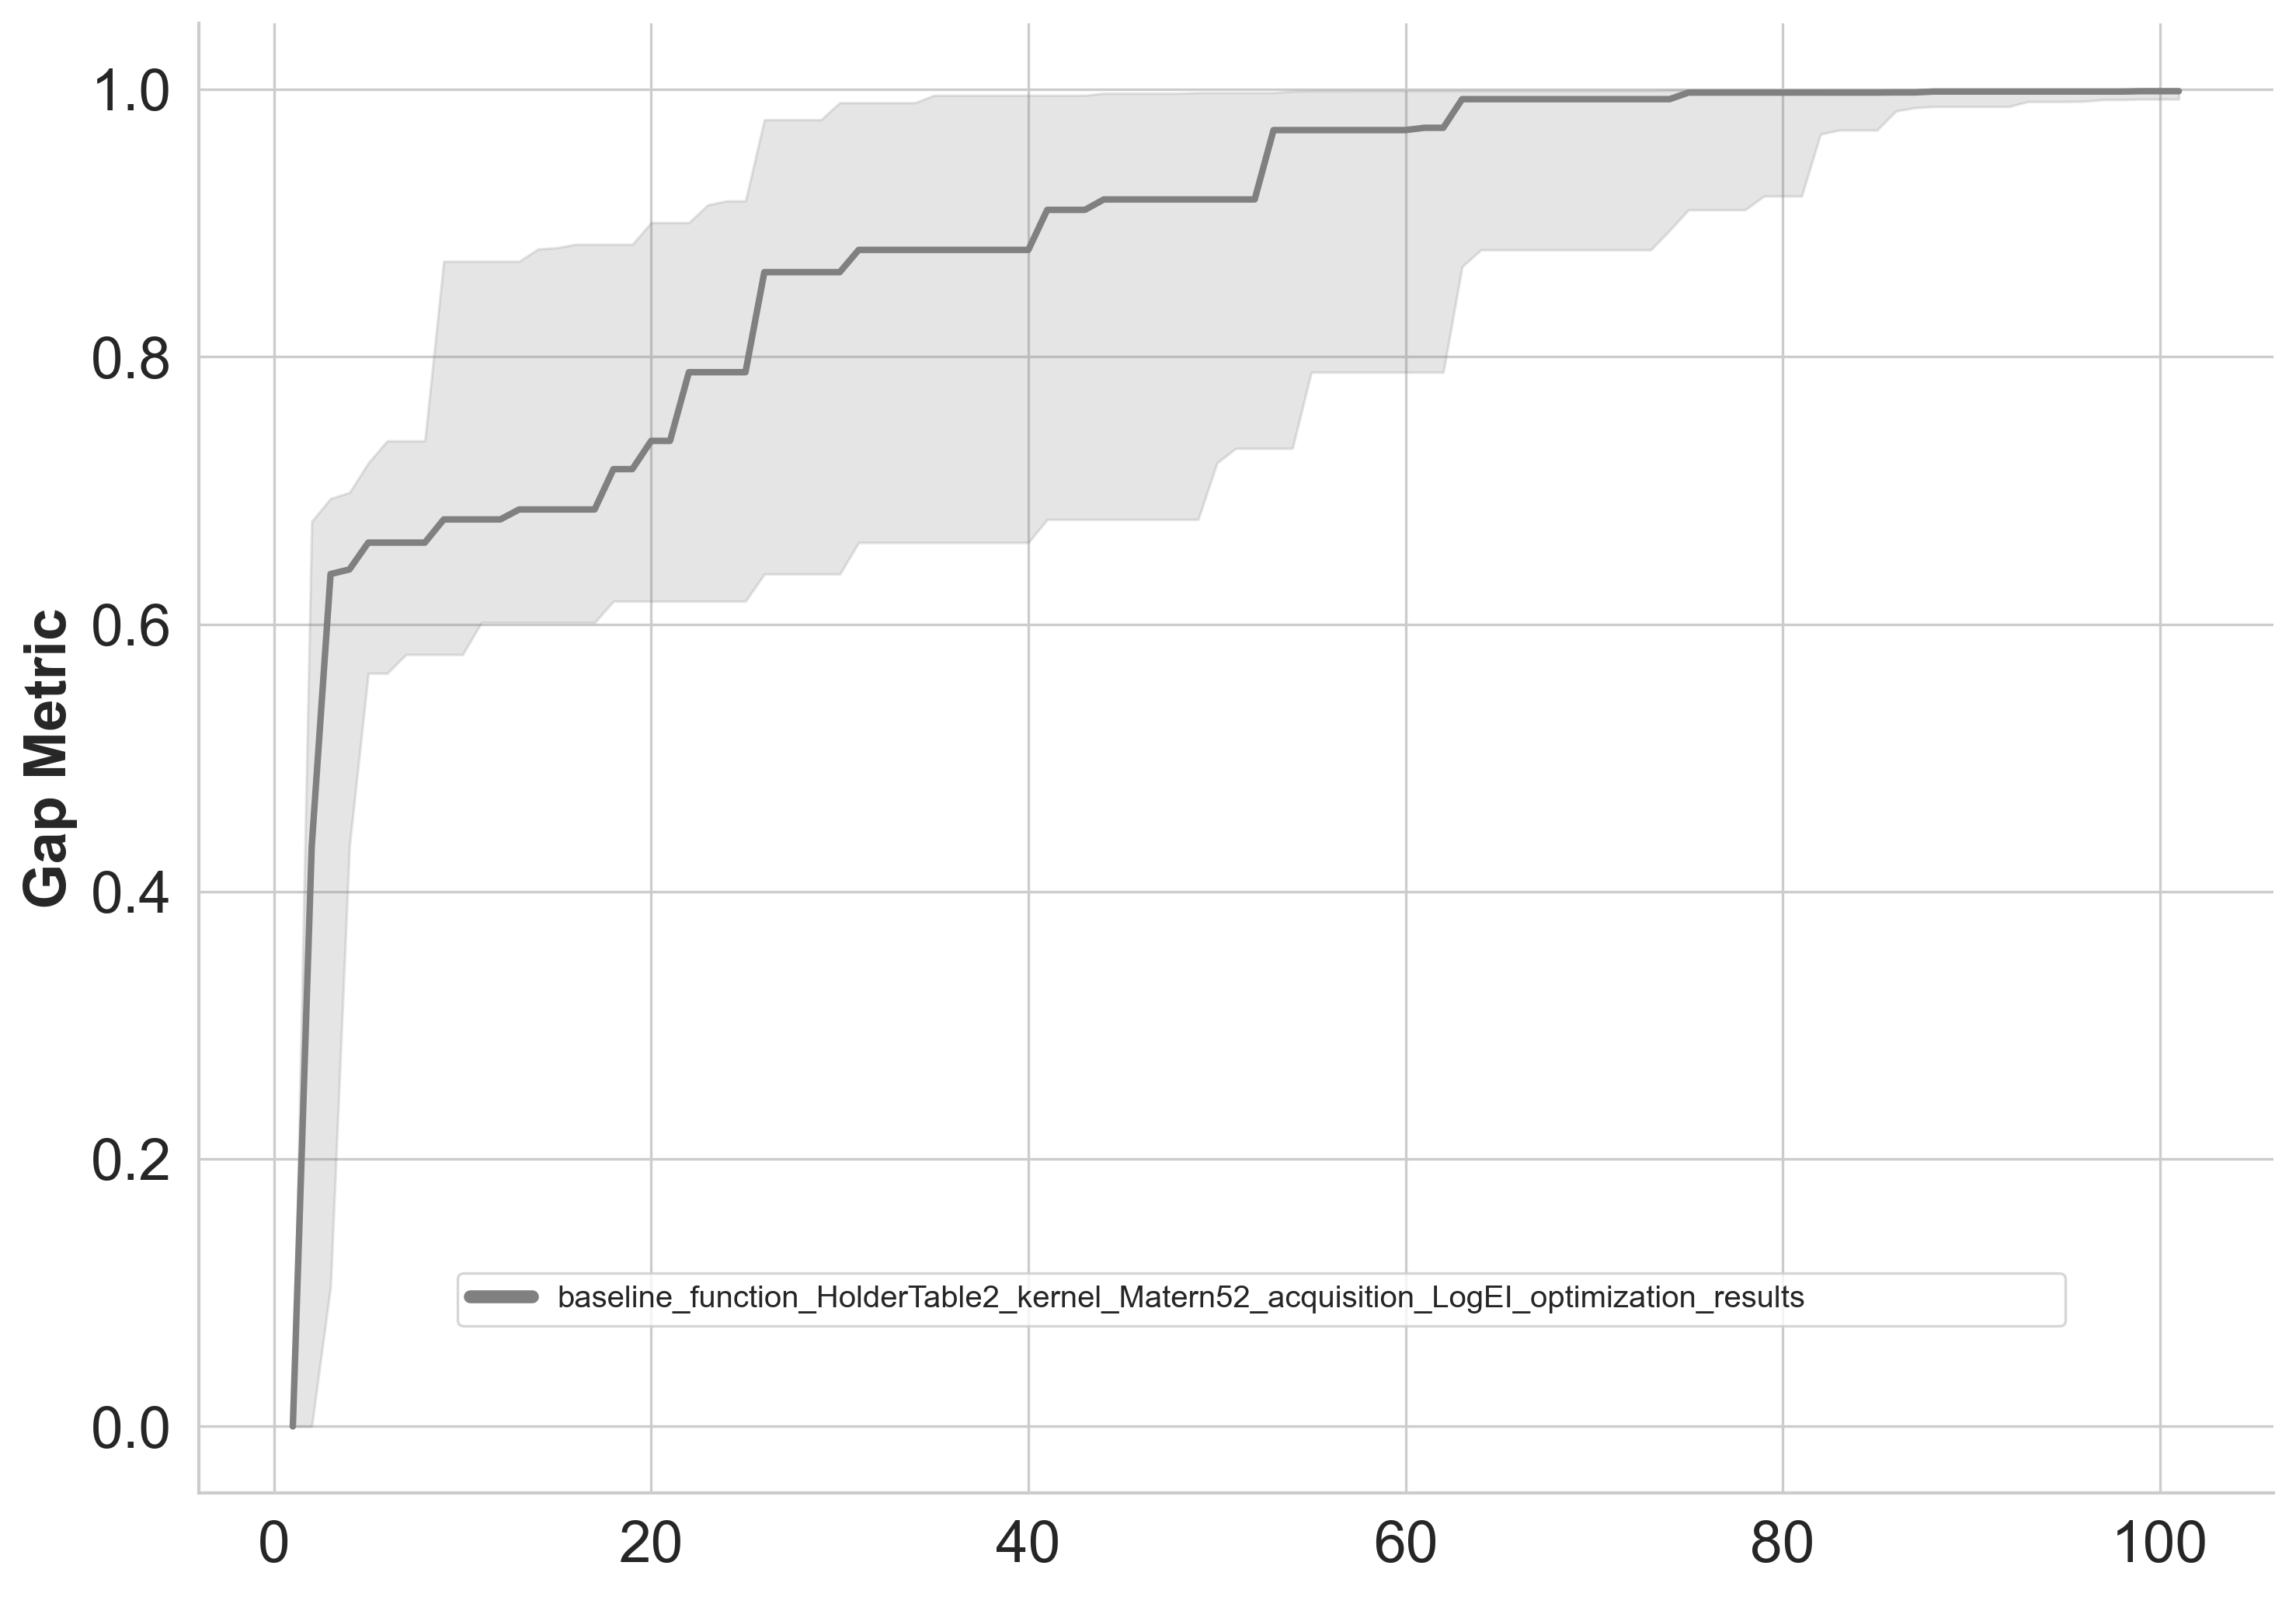 Gap Metric
1.0
0.8
0.6
0.4
0.2
0.0
baseline_function_HolderTable2_kernel_Matern52_acquisition_LogEI_optimization_results
0 20 40 60 80 100